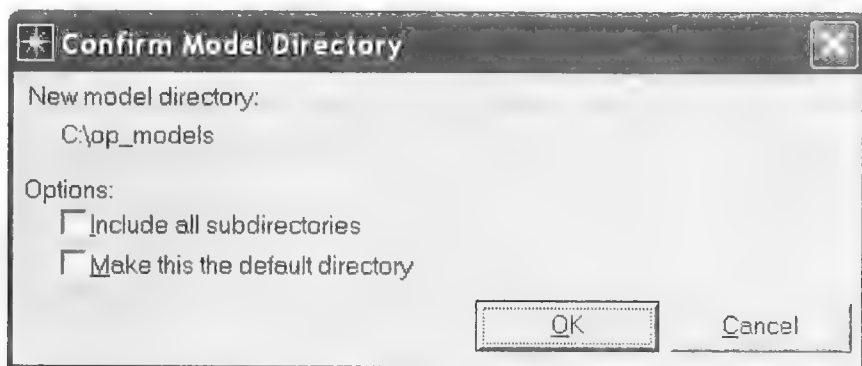 Confirm Model Directory
New model directory:
C:\op_models
Options:
Include all subdirectories
Make this the default directory
OK
Cancel